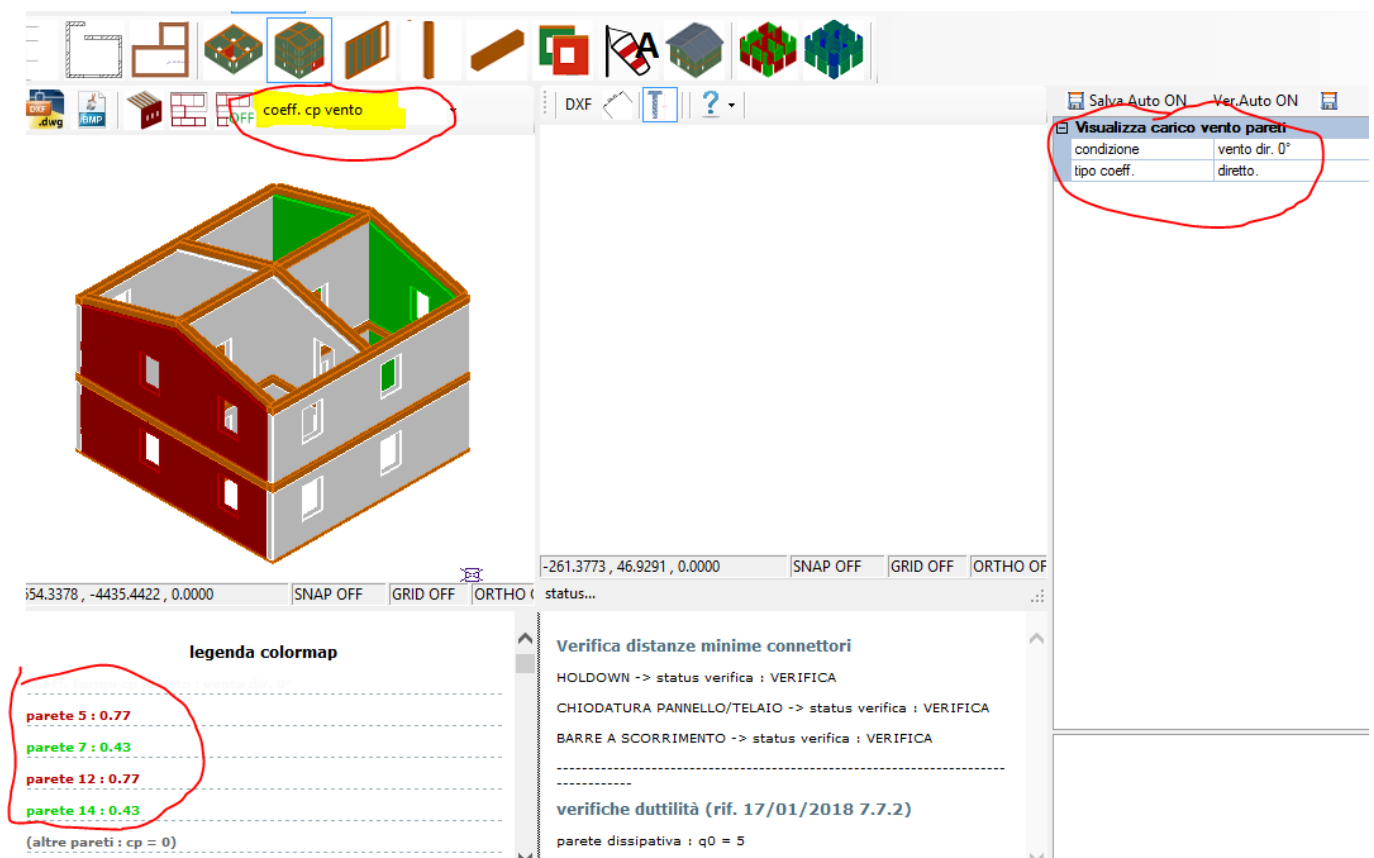 A
DXF
.dwg
BMP
OFF
coeff. cp vento
DXF
?
Salva Auto ON
Ver.Auto ON
Visualizza carico vento pareti
condizione
vento dir. 0°
tipo coeff.
diretto.
554.3378 , -4435.4422 , 0.0000
SNAP OFF
GRID OFF
ORTHO
-261.3773 , 46.9291 , 0.0000
SNAP OFF
GRID OFF
ORTHO OF
status...
legenda colormap
vento dir. 0°
parete 5 : 0.77
parete 7 : 0.43
parete 12 : 0.77
parete 14 : 0.43
(altre pareti : cp = 0)
Verifica distanze minime connettori
HOLDOWN -> status verifica : VERIFICA
CHIODATURA PANNELLO/TELAIO -> status verifica : VERIFICA
BARRE A SCORRIMENTO -> status verifica : VERIFICA
-----------------------------------------------------------------------
------------
verifiche duttilità (rif. 17/01/2018 7.7.2)
parete dissipativa : q0 = 5